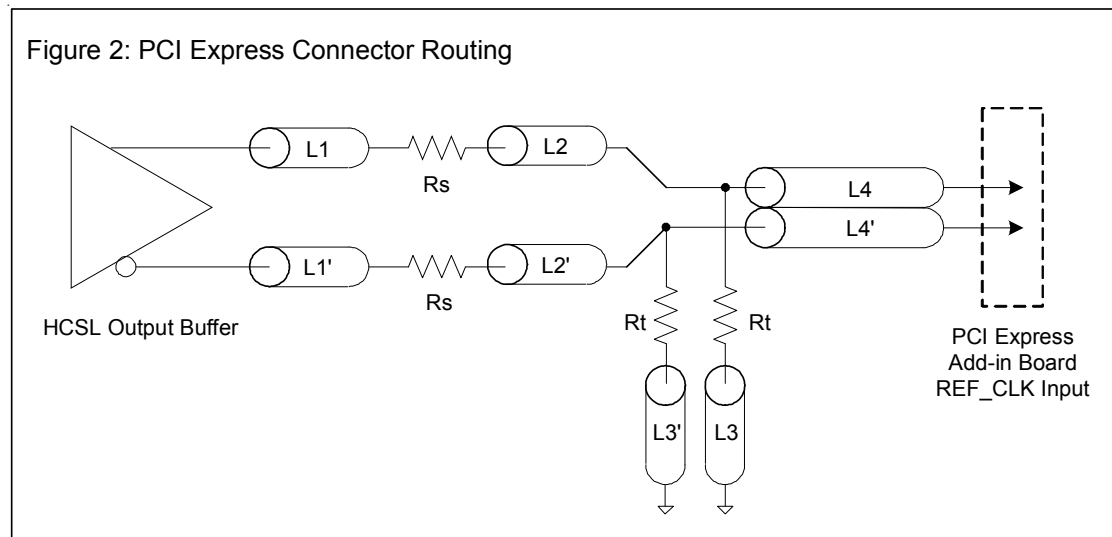 Figure 2: PCI Express Connector Routing
L1
Rs
L2
L4
L4'
L1'
Rs
L2'
HCSL Output Buffer
Rt
Rt
L3'
L3
PCI Express
Add-in Board
REF_CLK Input